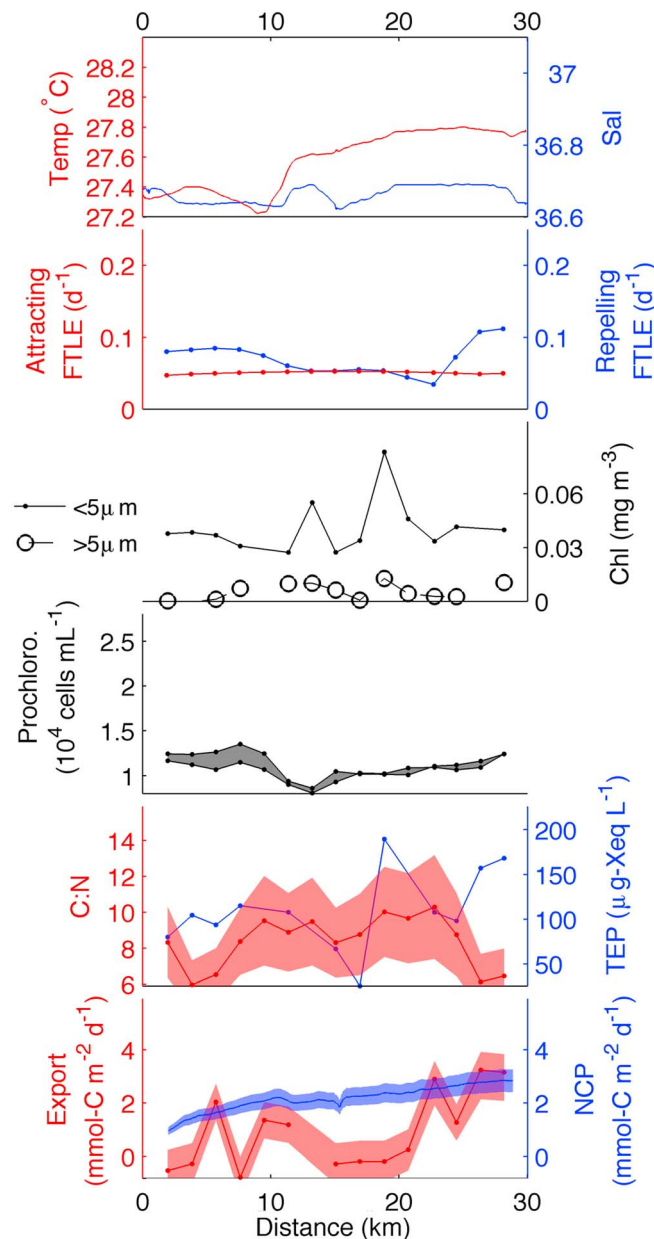 0 10 20 30
28.2
28
27.8
27.6
27.4
27.2
Temp (°C)
37
36.8
36.6
Sal
0.2
0.1
0
Attracting
FTLE (d-1)
0.2
0.1
0
Repelling
FTLE (d-1)
<5μ m
>5μ m
0.06
0.03
0
Chl (mg m-3)
2.5
2
1.5
1
Prochloro.
(10⁴ cells mL-1)
14
12
10
8
6
C:N
200
150
100
50
TEP (μ g-Xeq L-1)
4
2
0
Export
(mmol-C m-2 d-1)
4
2
0
NCP
(mmol-C m-2 d-1)
0 10 20 30
Distance (km)